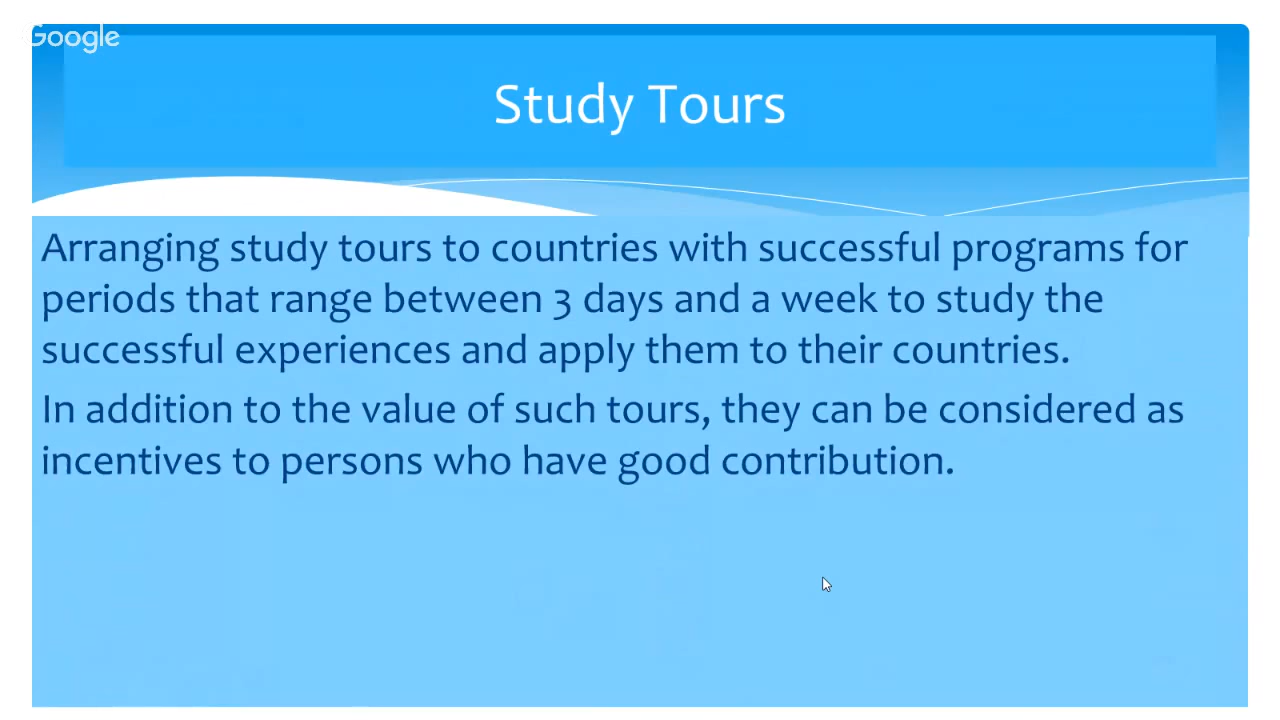 Google
Study Tours
Arranging study tours to countries with successful programs for
periods that range between 3 days and a week to study the
successful experiences and apply them to their countries.
In addition to the value of such tours, they can be considered as
incentives to persons who have good contribution.